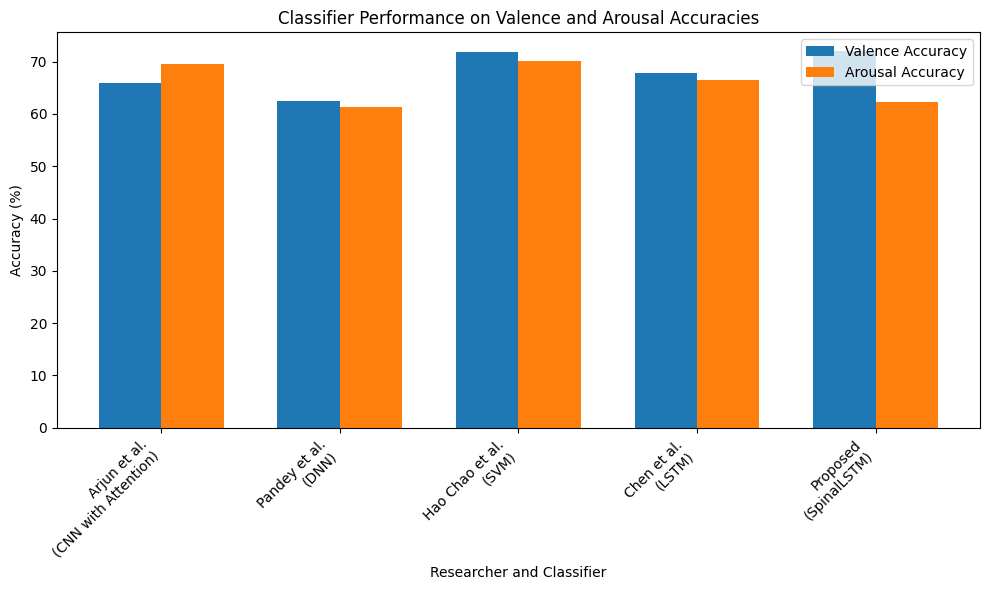 Classifier Performance on Valence and Arousal Accuracies
Valence Accuracy
Arousal Accuracy
Accuracy (%)
70
60
50
40
30
20
10
0
Arjun et al.
(CNN with Attention)
Pandey et al.
(DNN)
Hao Chao et al.
(SVM)
Chen et al.
(LSTM)
Proposed
(SpinalLSTM)
Researcher and Classifier